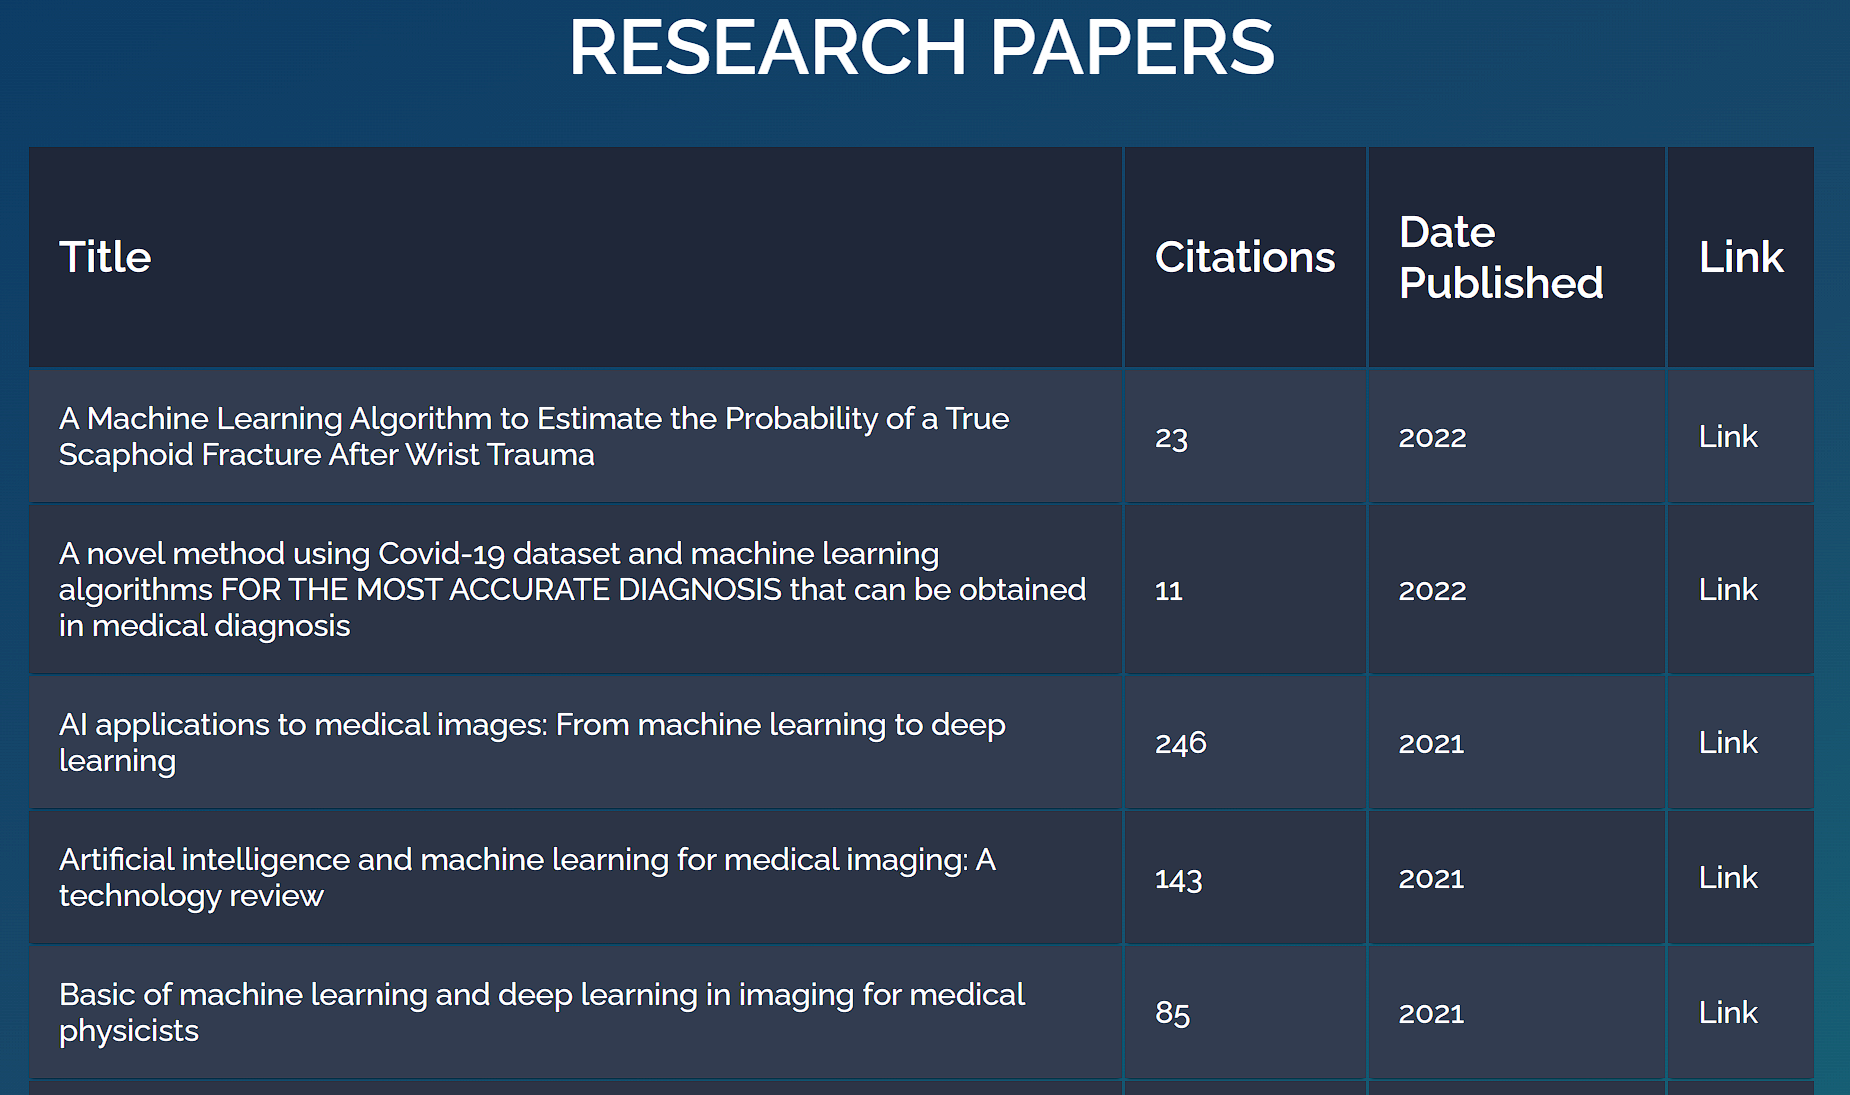 RESEARCH PAPERS
Title Citations Date Published Link
A Machine Learning Algorithm to Estimate the Probability of a True
Scaphoid Fracture After Wrist Trauma
23 2022 Link
A novel method using Covid-19 dataset and machine learning
algorithms FOR THE MOST ACCURATE DIAGNOSIS that can be obtained
in medical diagnosis
11 2022 Link
AI applications to medical images: From machine learning to deep
learning
246 2021 Link
Artificial intelligence and machine learning for medical imaging: A
technology review
143 2021 Link
Basic of machine learning and deep learning in imaging for medical
physicists
85 2021 Link